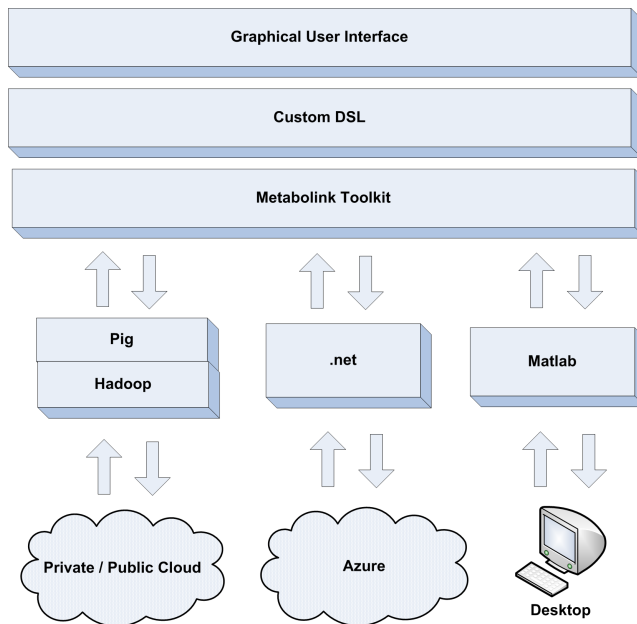 Graphical User Interface
Custom DSL
Metabolink Toolkit
Pig
Hadoop
.net
Matlab
Private / Public Cloud
Azure
Desktop